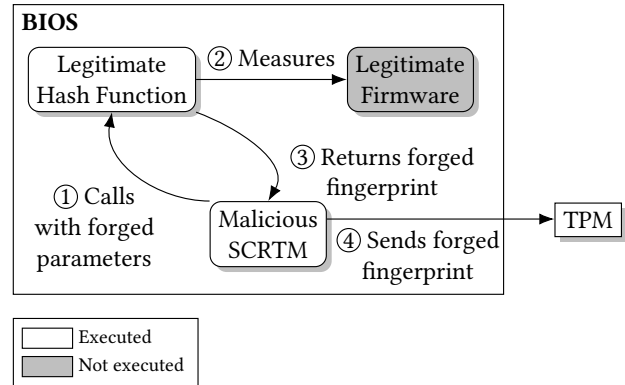 BIOS
Legitimate
Hash Function
② Measures
Legitimate
Firmware
③ Returns forged
fingerprint
① Calls
with forged
parameters
Malicious
SCRTM
④ Sends forged
fingerprint
TPM
Executed
Not executed